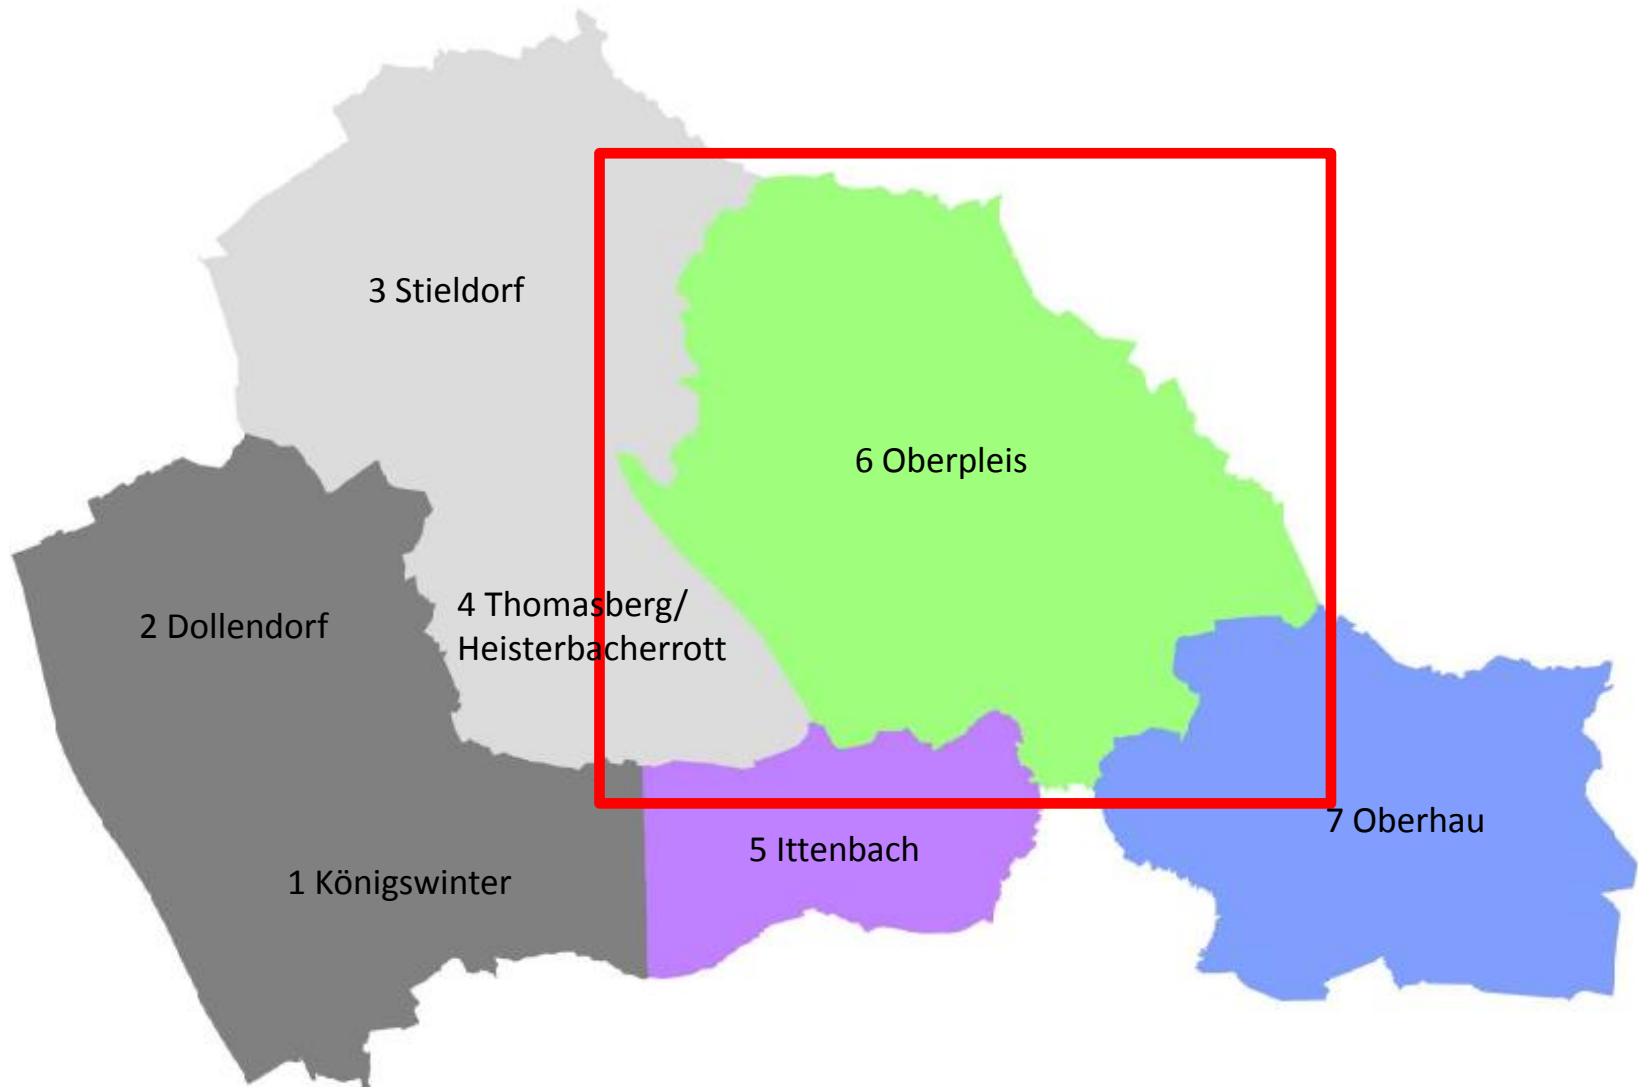 3 Stieldorf
6 Oberpleis
4 Thomasberg/
Heisterbacherrott
2 Dollendorf
7 Oberhau
5 Ittenbach
1 Königswinter